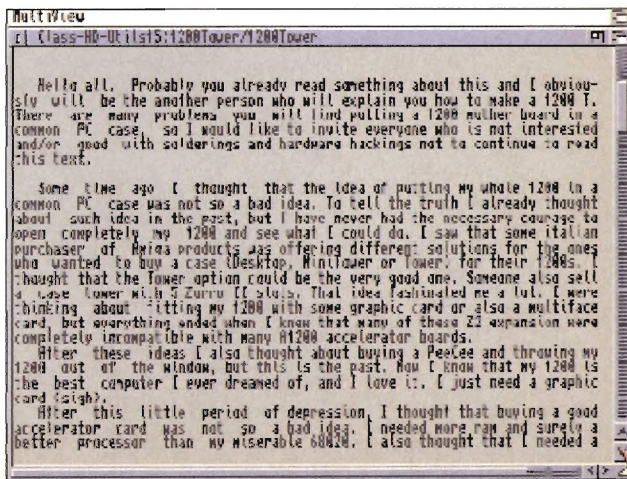 MultiView
Class-HD-Utils15:1200Tower/1200Tower
Hello all. Probably you already read something about this and I obviou-
sly will be the another person who will explain you how to make a 1200 T.
There are many problems you will find putting a 1200 mother board in a
common PC case, so I would like to invite everyone who is not interested
and/or good with solderings and hardware hackings not to continue to read
this text.
Some time ago I thought that the idea of putting my whole 1200 in a
common PC case was not so a bad idea. To tell the truth I already thought
about such idea in the past, but I have never had the necessary courage to
open completely my 1200 and see what I could do. I saw that some italian
purchaser of Amiga products was offering different solutions for the ones
who wanted to buy a case (Desktop, MiniTower or Tower) for their 1200s. I
thought that the Tower option could be the very good one. Someone also sell
a case tower with 5 Zorro II slots. That idea fashinated me a lot. I were
thinking about fitting my 1200 with some graphic card or also a multiface
card, but everything ended when I knew that many of these Z2 expansion were
completely incompatible with many A1200 accelerator boards.
After these ideas I also thought about buying a PeeCee and throwing my
1200 out of the window, but this is the past. Now I know that my 1200 is
the best computer I ever dreamed of, and I love it. I just need a graphic
card (sigh).
After this little period of depression, I thought that buying a good
accelerator card was not so a bad idea. I needed more ram and surely a
better processor than my miserable 68020. I also thought that I needed a